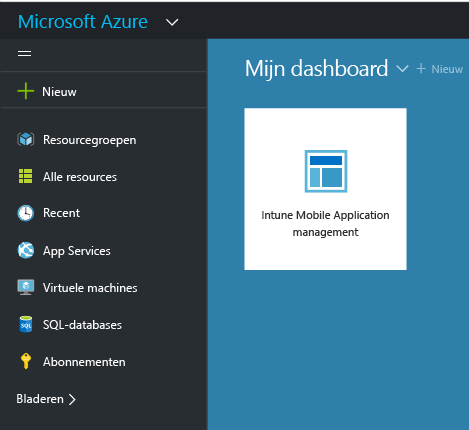 Microsoft Azure
Mijn dashboard
+ Nieuw
Nieuw
Intune Mobile Application
management
Resourcegroepen
Alle resources
Recent
App Services
Virtuele machines
SQL
SQL-databases
Abonnementen
Bladeren